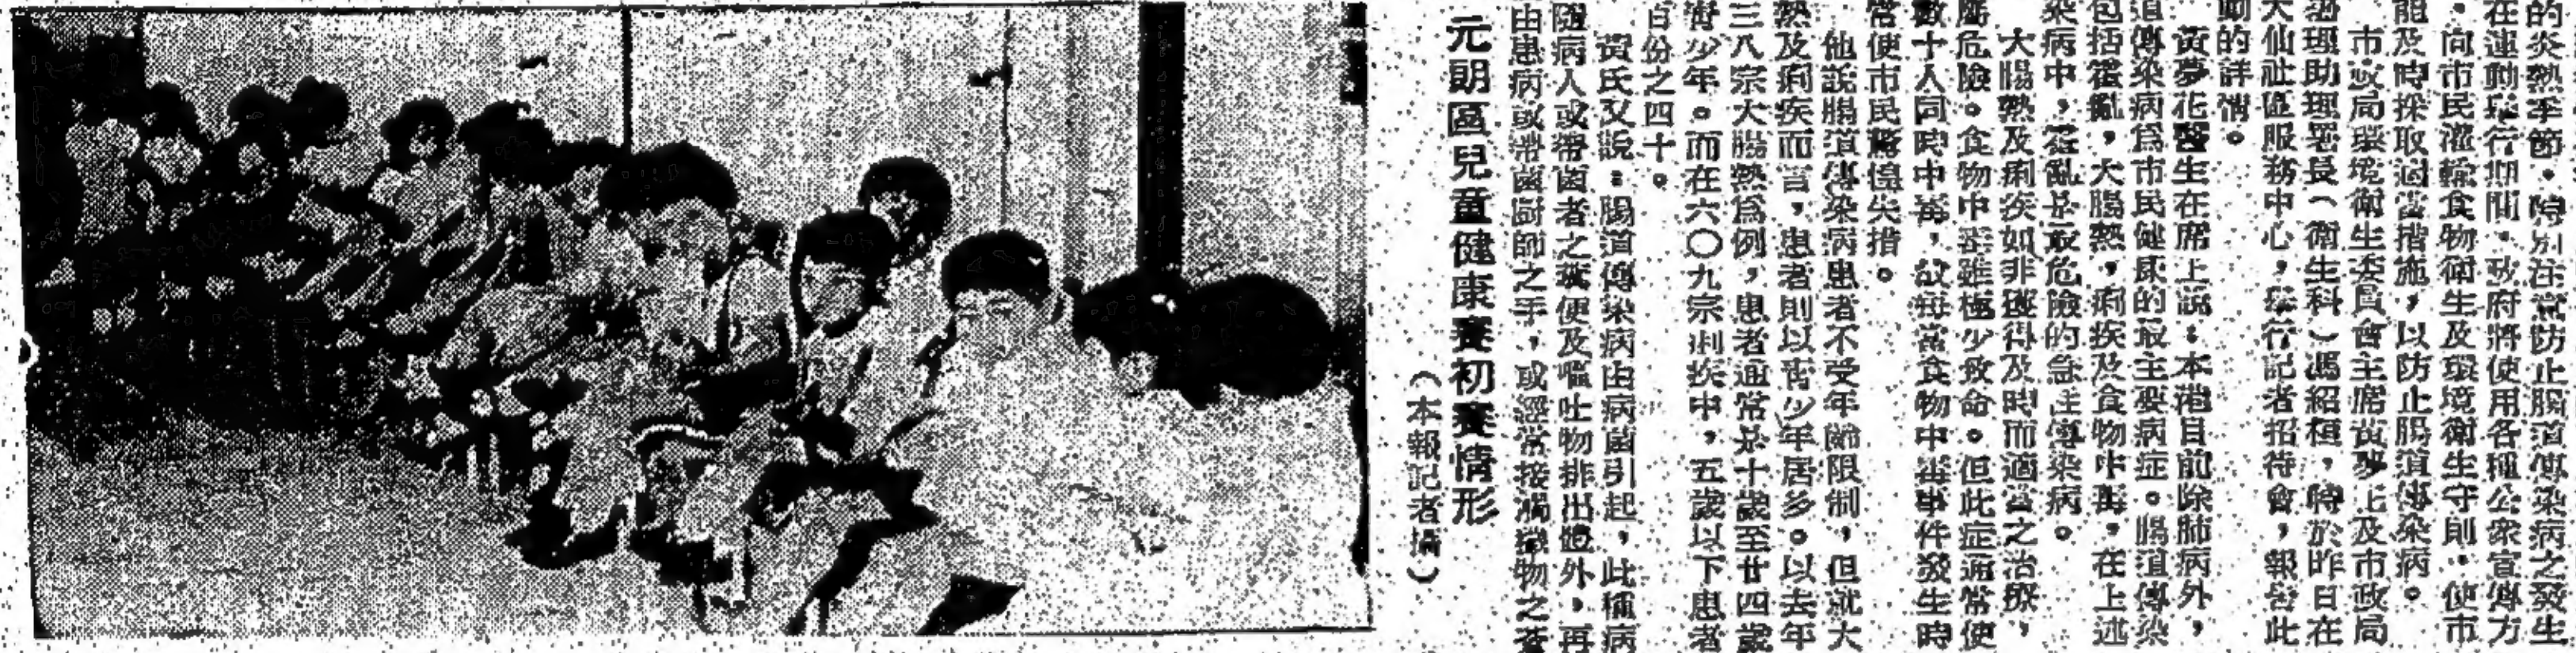 的炎熱季節。特別注意防止腸道傳染病之發生
在運動舉行期間。政府將使用各種公衆宣傳方
。向市民灌輸食物衛生及環境衛生守則。使市
能及時採取適當措施，以防止腸道傳染病。
市政局環境衛生委員會主席黃夢 及市政局
理助理署長（衛生科）馮紹桓，時於昨日在
大仙社區服務中心，舉行記者招待會，報告此
動的詳情。
黃夢花醫生在席上說：本港目前除肺病外，
道傳染病爲市民健康的最主要病症。腸道傳染
包括霍亂，大腸熱，痢疾及食物中毒，在上述
染病中，霍亂是最危險的急性傳染病。
大腸熱及痢疾如非獲得及時而適當之治療，
屬危險。食物中毒雖極少致命。但此症通常使
數十人同時中毒，故每當食物中毒事件發生時
常使市民驚惶失措。
他說腸道傳染病患者不受年齡限制，但就大
熱及痢疾而言，患者則以靑少年居多。以去年
三八宗大腸熱爲例，患者通常是十歲至廿四歲
靑少年。而在六〇九宗痢疾中，五歲以下患者
百份之四十。
黃氏又說：腸道傳染病由病菌引起，此種病
隨病人或帶菌者之糞便及嘔吐物排出體外，再
由患病或帶菌廚師之手，或經常接觸穢物之蒼
元朗區兒童健康賽初賽情形
（本報記者攝）